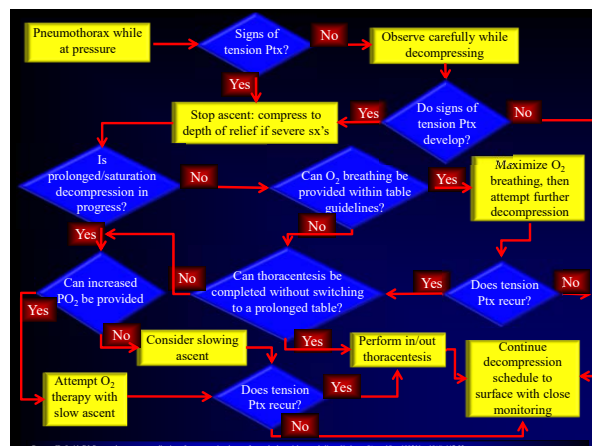 Pneumothorax while
at pressure
Signs of
tension Ptx?
No
Observe carefully while
decompressing
Yes
Stop ascent: compress to
depth of relief if severe sx's
Yes
Do signs of
tension Ptx
develop?
No
Is
prolonged/saturation
decompression in
progress?
No
Can O2 breathing be
provided within table
guidelines?
Yes
Maximize O2
breathing, then
attempt further
decompression
Yes
No
Can increased
PO2 be provided
No
Can thoracentesis be
completed without switching
to a prolonged table?
Yes
Does tension
Ptx recur?
No
Yes
No
Consider slowing
ascent
Yes
Perform in/out
thoracentesis
Continue
decompression
schedule to
surface with close
monitoring
Attempt O2
therapy with
slow ascent
Does tension
Ptx recur?
Yes
No